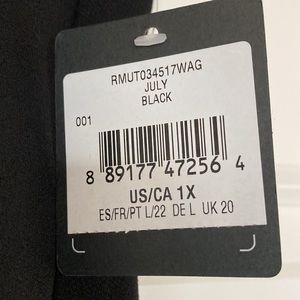 RMUT034517WAG
JULY
BLACK
001
8 89177 47256 4
US/CA 1X
ES/FR/PT L/22 DE L UK 20